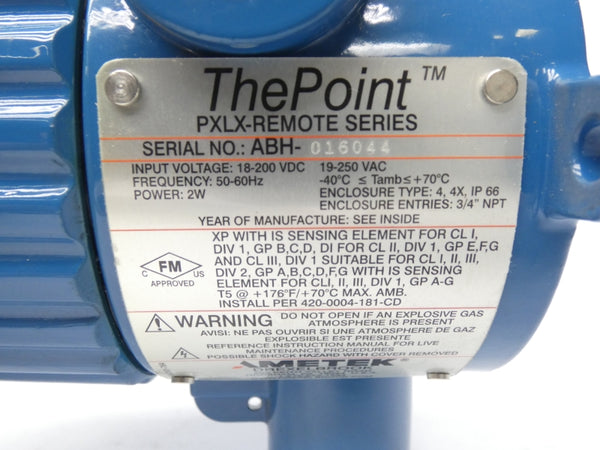 ThePoint™
PXLX-REMOTE SERIES
SERIAL NO.: ABH- 016044
INPUT VOLTAGE: 18-200 VDC 19-250 VAC
FREQUENCY: 50-60Hz -40°C ≤ Tamb ≤ +70°C
POWER: 2W ENCLOSURE TYPE: 4, 4X, IP 66
ENCLOSURE ENTRIES: 3/4" NPT
YEAR OF MANUFACTURE: SEE INSIDE
XP WITH IS SENSING ELEMENT FOR CL I,
DIV 1, GP B,C,D, DI FOR CL II, DIV 1, GP E,F,G
AND CL III, DIV 1 SUITABLE FOR CL I, II, III,
DIV 2, GP A,B,C,D,F,G WITH IS SENSING
ELEMENT FOR CLI, II, III, DIV 1, GP A-G
T5 @ +176°F/+70°C MAX. AMB.
INSTALL PER 420-0004-181-CD
C FM US
APPROVED
WARNING DO NOT OPEN IF AN EXPLOSIVE GAS
ATMOSPHERE IS PRESENT
AVISI: NE PAS OUVRIR SI UNE ATMOSPHERE DE GAZ
EXPLOSIBLE EST PRESENTE
REFERENCE INSTRUCTION MANUAL FOR LIVE
MAINTENANCE PROCEDURES
POSSIBLE SHOCK HAZARD WITH COVER REMOVED
AMETEK